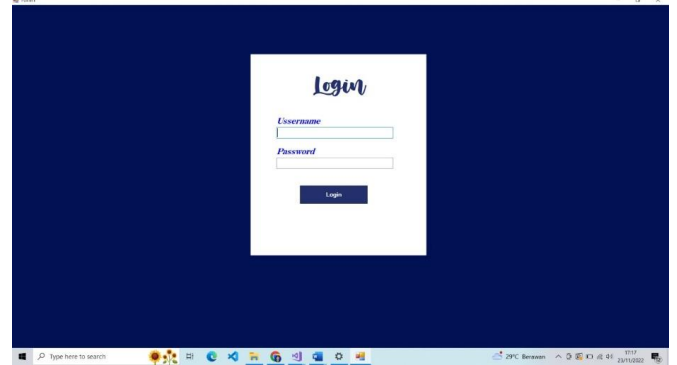 Login
Ussername
Password
Login
Type here to search
29°C Berawan
17:17
23/11/2022